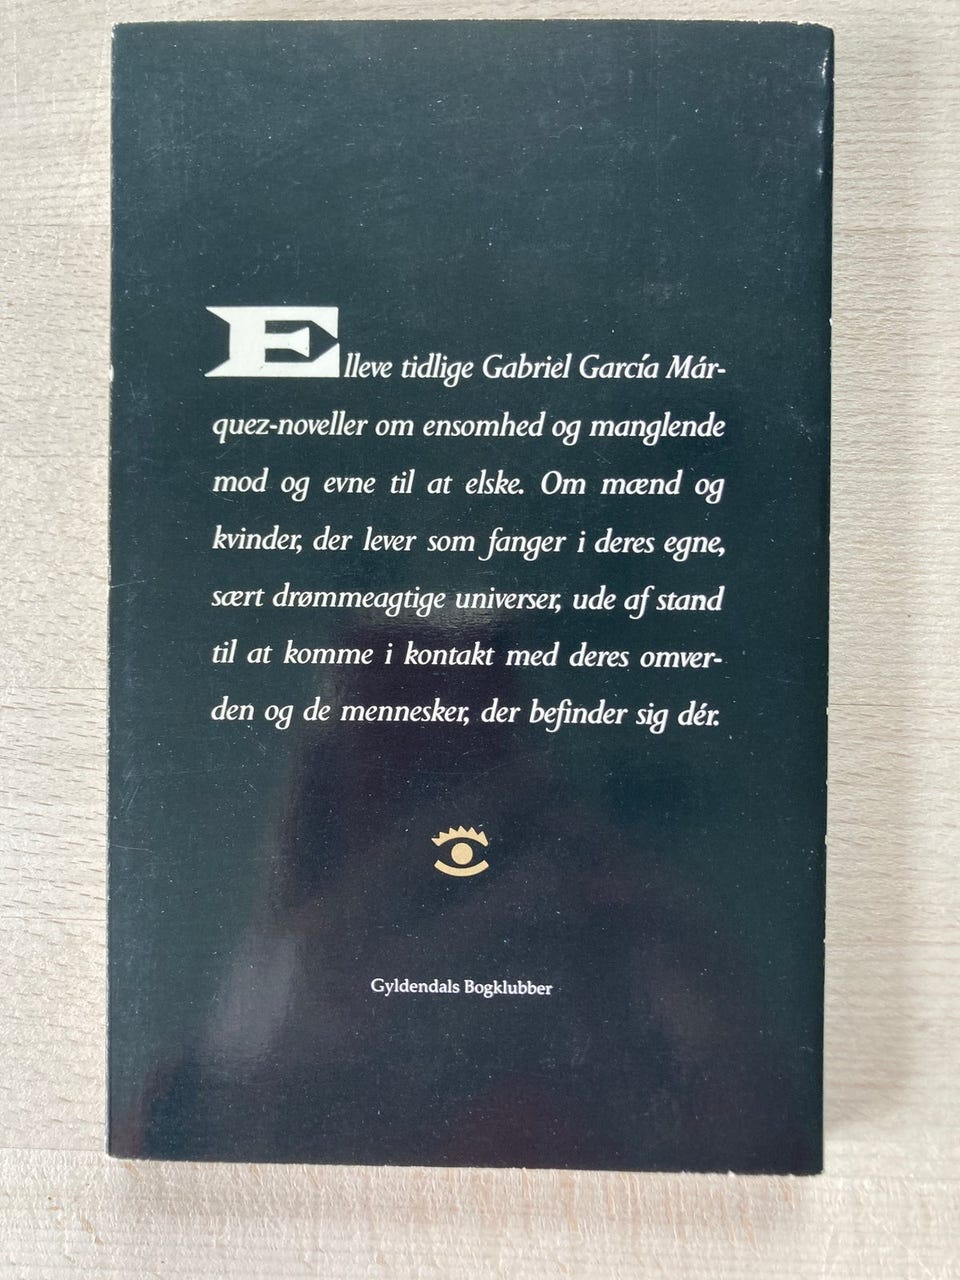 Elleve tidlige Gabriel García Már-
quez-noveller om ensomhed og manglende
mod og evne til at elske. Om mænd og
kvinder, der lever som fanger i deres egne,
sært drømmeagtige universer, ude af stand
til at komme i kontakt med deres omver-
den og de mennesker, der befinder sig dér.
Gyldendals Bogklubber